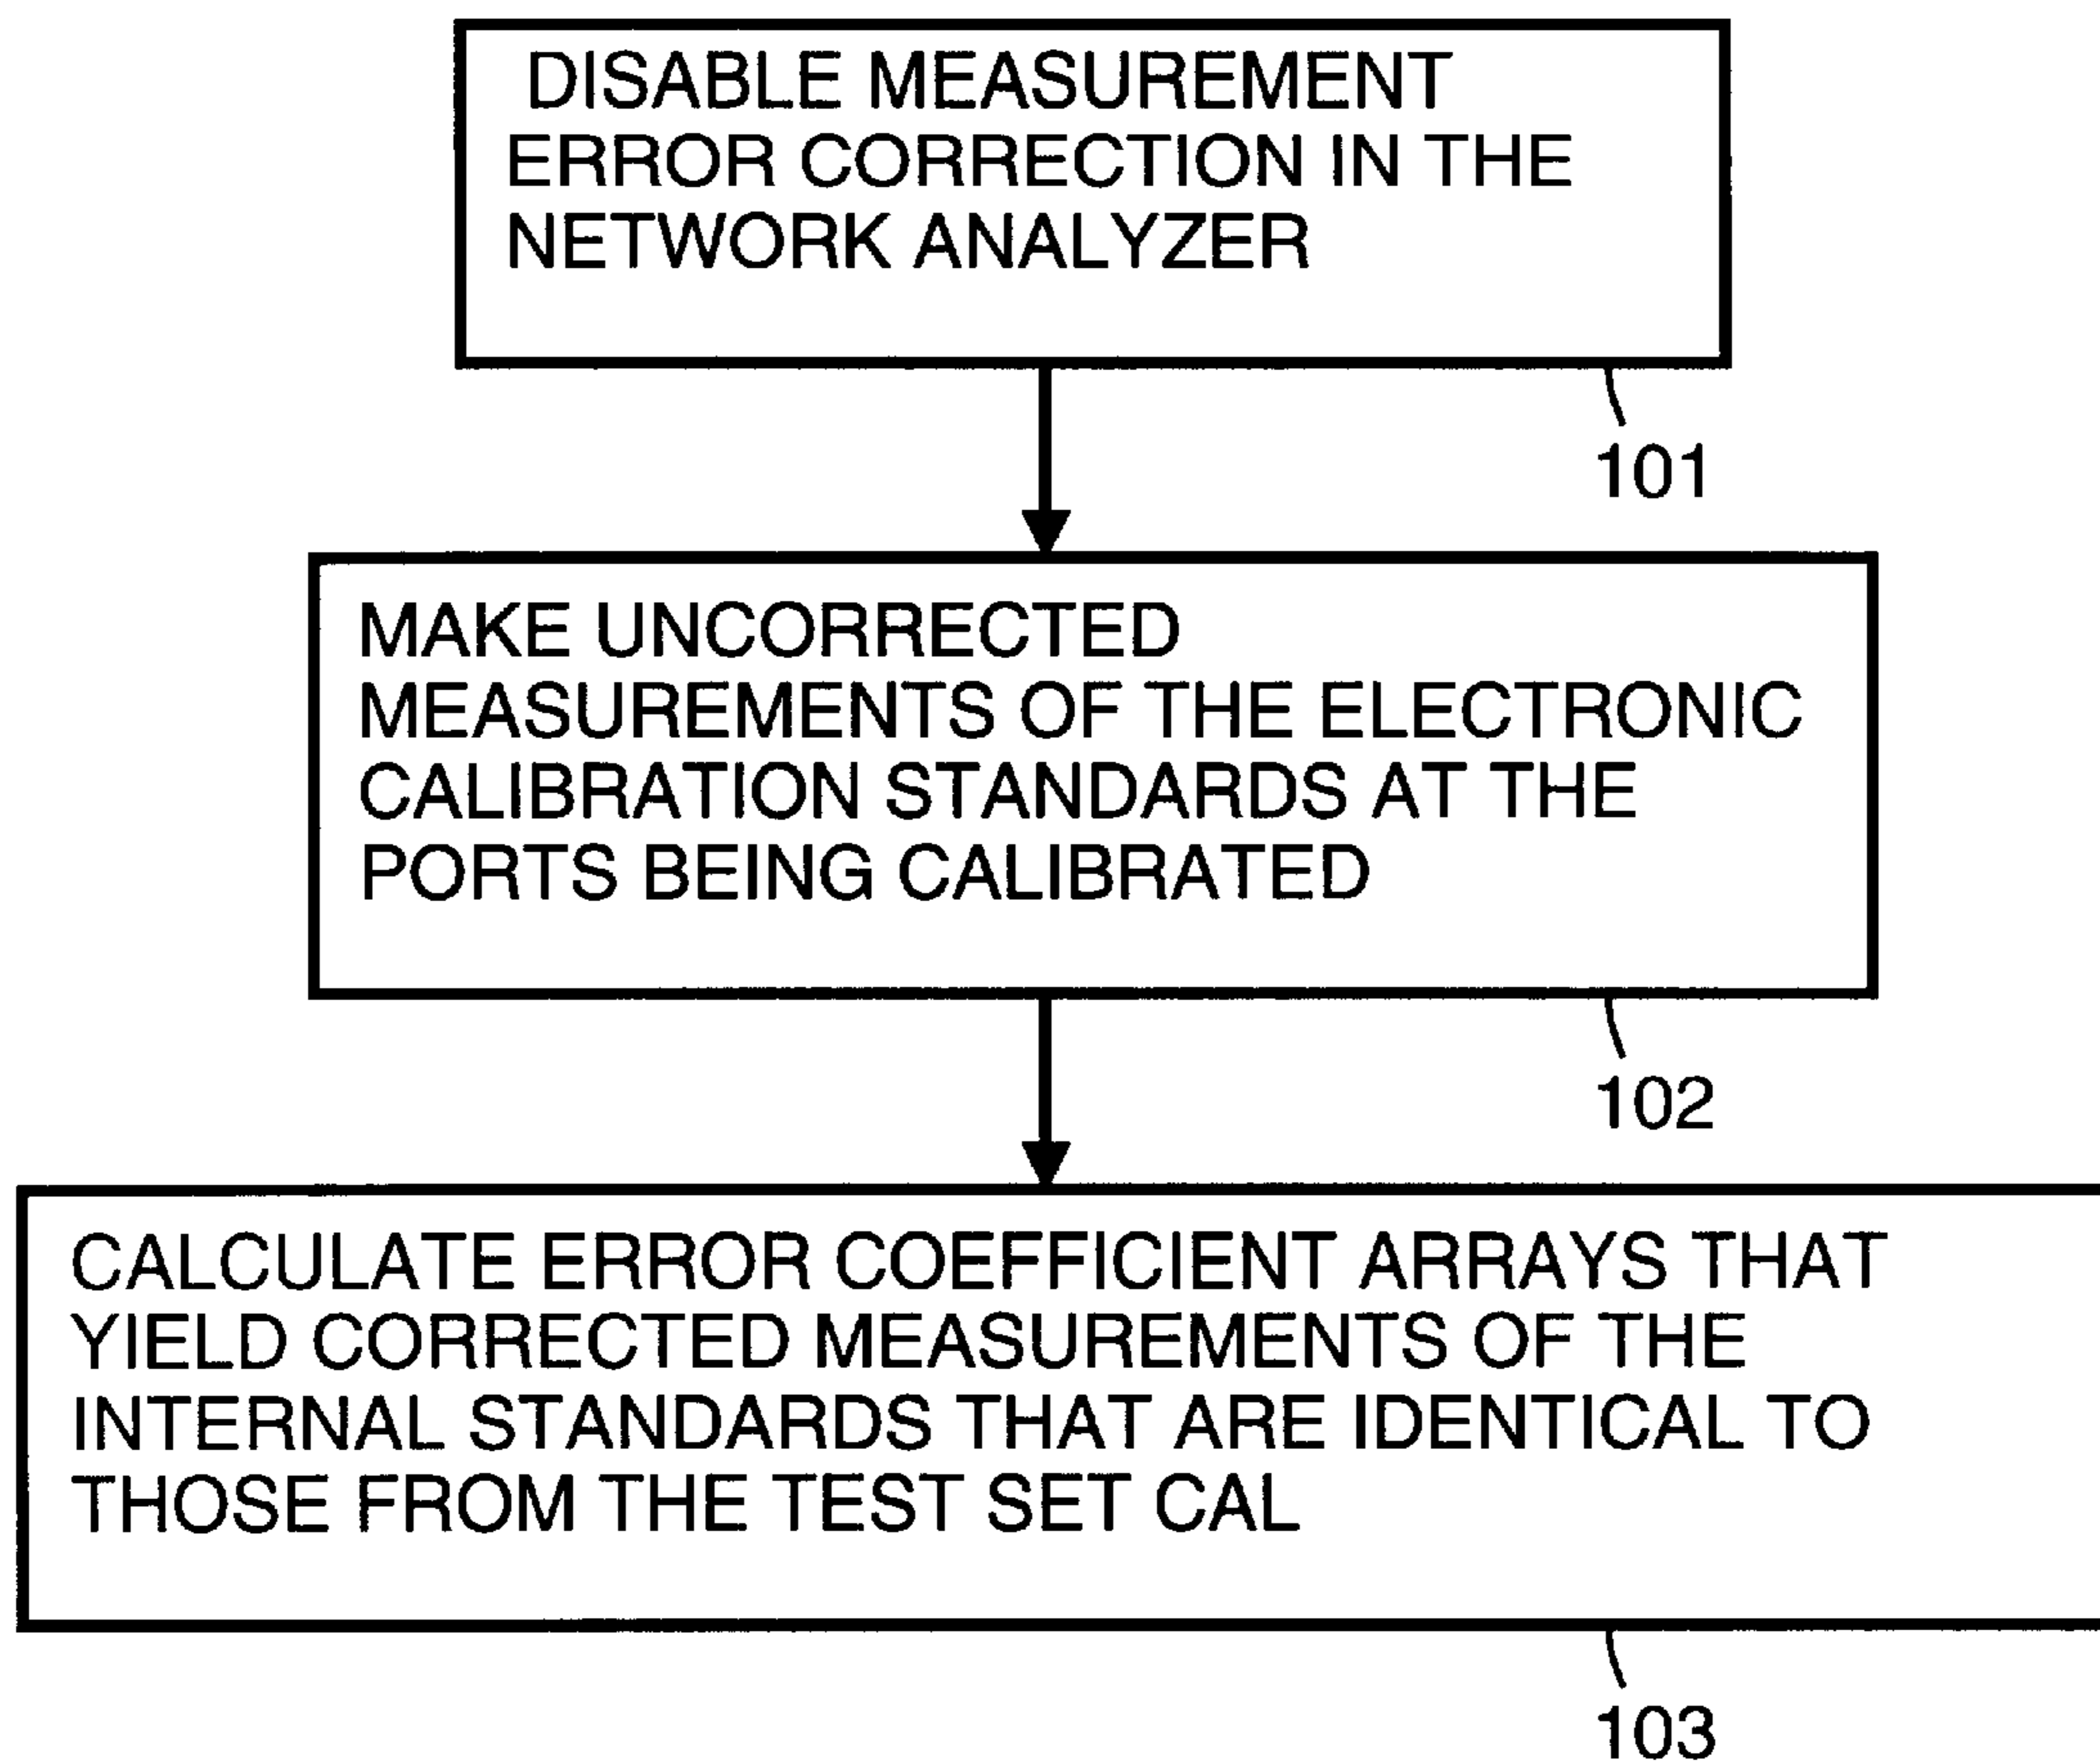 DISABLE MEASUREMENT
ERROR CORRECTION IN THE
NETWORK ANALYZER
101
MAKE UNCORRECTED
MEASUREMENTS OF THE ELECTRONIC
CALIBRATION STANDARDS AT THE
PORTS BEING CALIBRATED
102
CALCULATE ERROR COEFFICIENT ARRAYS THAT
YIELD CORRECTED MEASUREMENTS OF THE
INTERNAL STANDARDS THAT ARE IDENTICAL TO
THOSE FROM THE TEST SET CAL
103